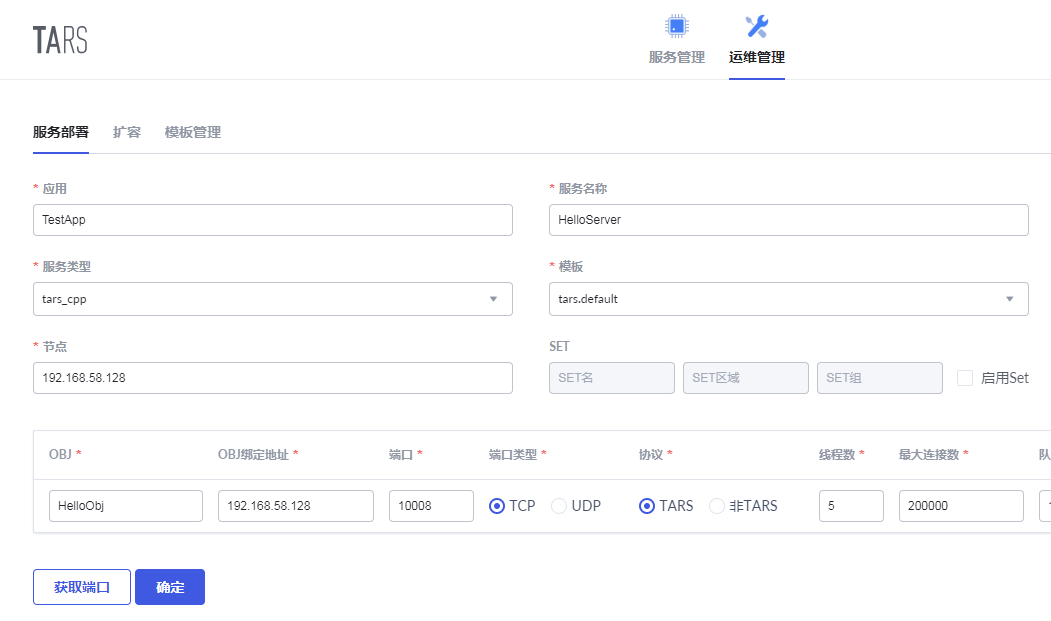 TARS
服务管理 运维管理
服务部署 扩容 模板管理
* 应用 * 服务名称
TestApp HelloServer
* 服务类型 * 模板
tars_cpp tars.default
* 节点 SET
192.168.58.128 SET名 SET区域 SET组 启用Set
OBJ * OBJ绑定地址 * 端口 * 端口类型 * 协议 * 线程数 * 最大连接数 * 队
HelloObj 192.168.58.128 10008 TCP UDP TARS 非TARS 5 200000
获取端口 确定